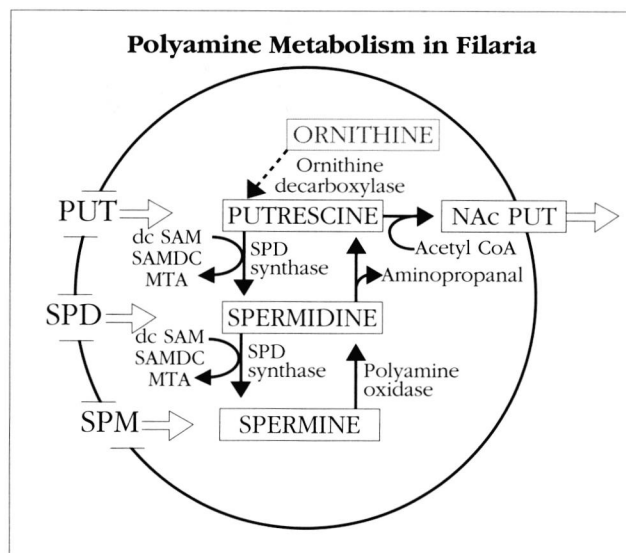 Polyamine Metabolism in Filaria
ORNITHINE
Ornithine
decarboxylase
PUT
PUTRESCINE
NAc PUT
dc SAM
SAMDC
MTA
SPD
synthase
Acetyl CoA
Aminopropanal
SPD
SPERMIDINE
dc SAM
SAMDC
MTA
SPD
synthase
Polyamine
oxidase
SPM
SPERMINE